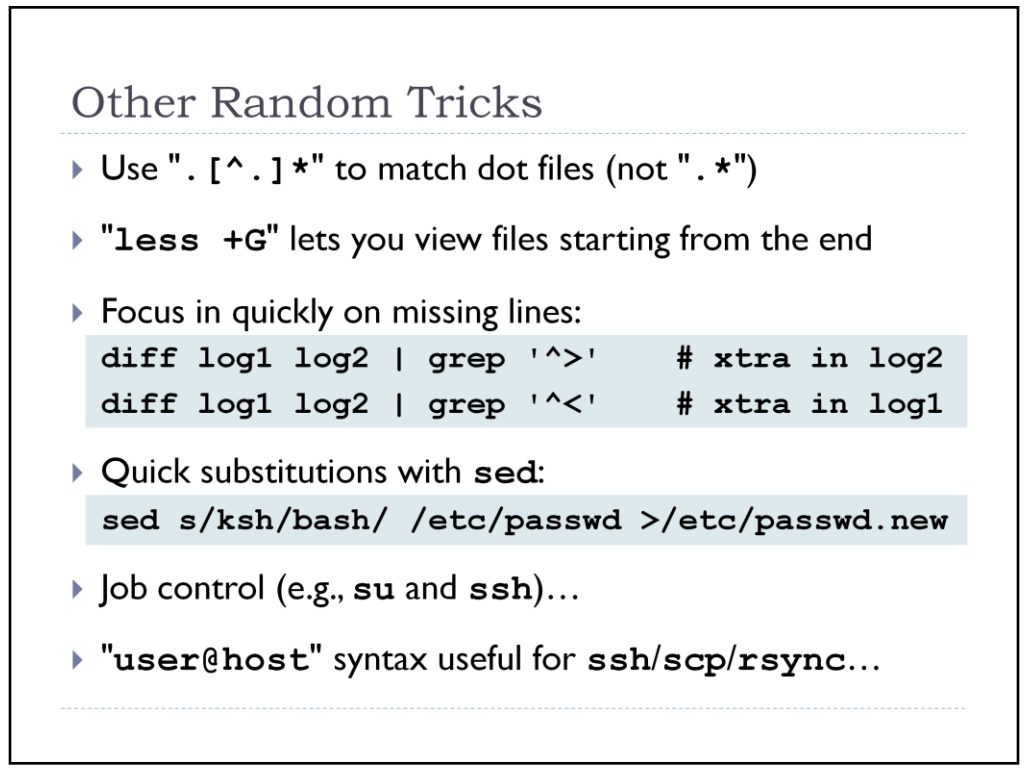 Other Random Tricks
Use ".[^.]*" to match dot files (not ".*")
"less +G" lets you view files starting from the end
Focus in quickly on missing lines:
diff log1 log2 | grep '^>'    # xtra in log2
diff log1 log2 | grep '^<'    # xtra in log1
Quick substitutions with sed:
sed s/ksh/bash/ /etc/passwd >/etc/passwd.new
Job control (e.g., su and ssh)…
"user@host" syntax useful for ssh/scp/rsync…